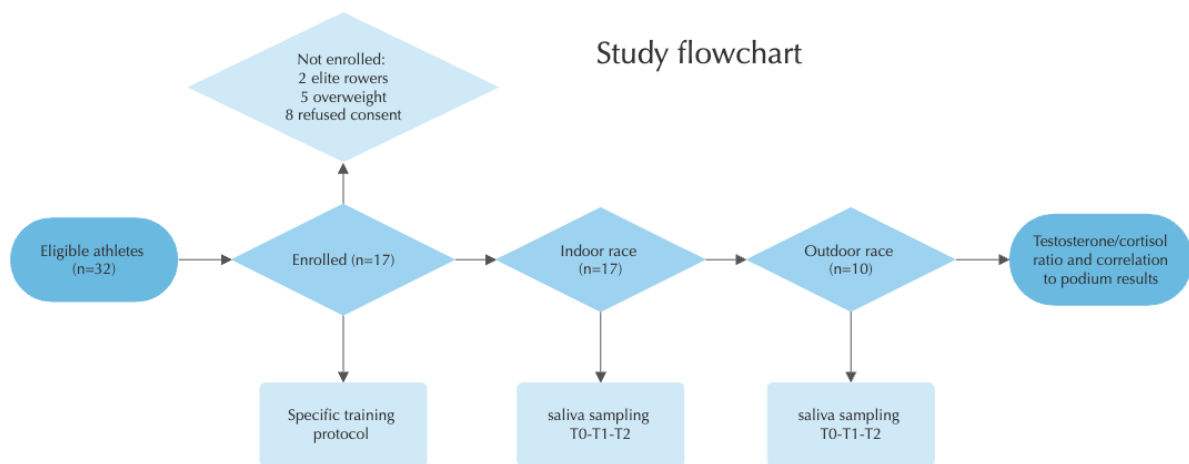 Study flowchart
Not enrolled:
2 elite rowers
5 overweight
8 refused consent
Eligible athletes
(n=32)
Enrolled (n=17)
Indoor race
(n=17)
Outdoor race
(n=10)
Testosterone/cortisol
ratio and correlation
to podium results
Specific training
protocol
saliva sampling
T0-T1-T2
saliva sampling
T0-T1-T2